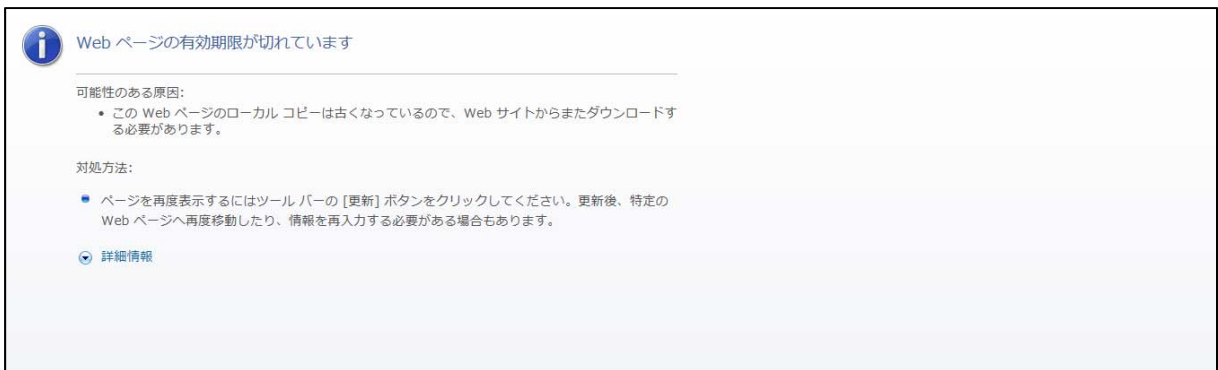 Web ページの有効期限が切れています
可能性のある原因:
• この Web ページのローカル コピーは古くなっているので、Web サイトからまたダウンロードす
る必要があります。
対処方法:
ページを再度表示するにはツール バーの [更新] ボタンをクリックしてください。更新後、特定の
Web ページへ再度移動したり、情報を再入力する必要がある場合もあります。
詳細情報